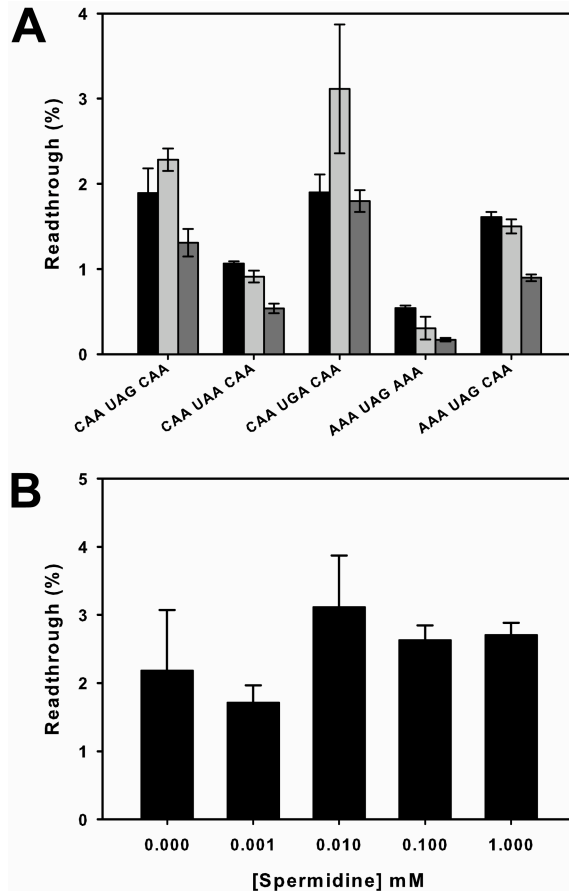 A
4
3
2
1
0
Readthrough (%)
CAA UAG CAA
CAA UAA CAA
CAA UGA CAA
AAA UAG AAA
AAA UAG CAA
B
5
4
3
2
1
0
Readthrough (%)
0.000 0.001 0.010 0.100 1.000
[Spermidine] mM